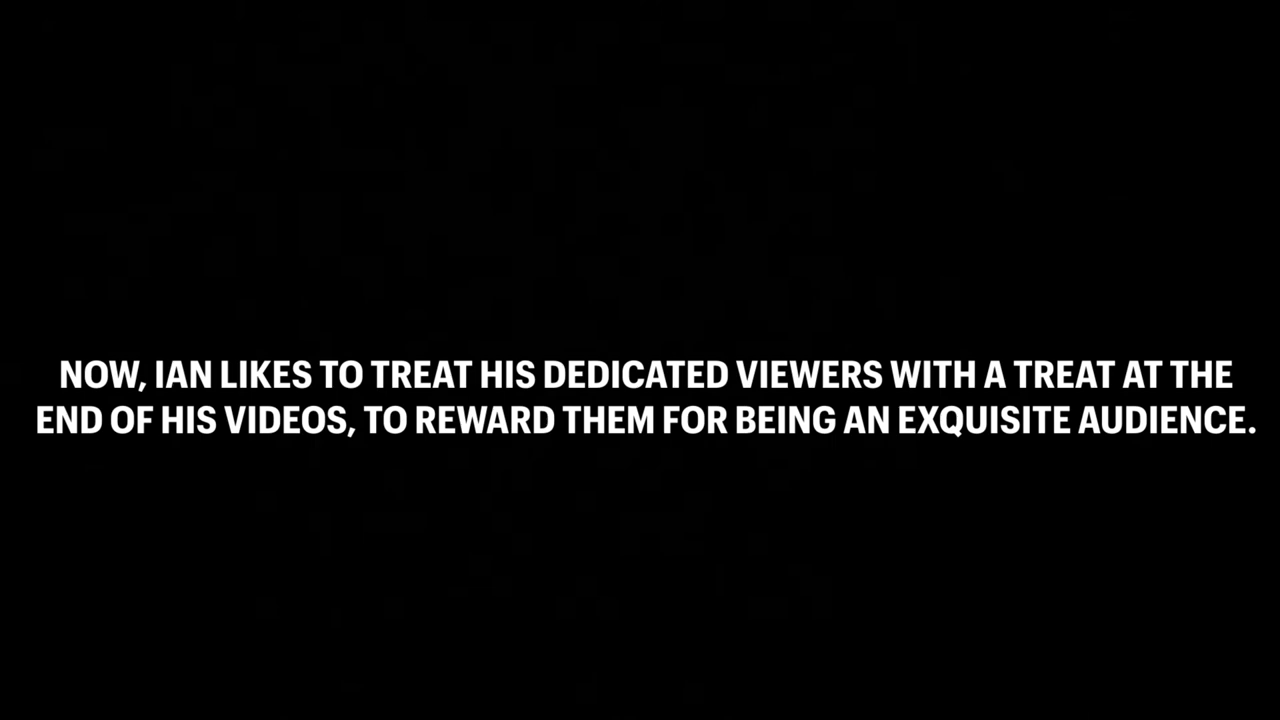 NOW, IAN LIKES TO TREAT HIS DEDICATED VIEWERS WITH A TREAT AT THE
END OF HIS VIDEOS, TO REWARD THEM FOR BEING AN EXQUISITE AUDIENCE.